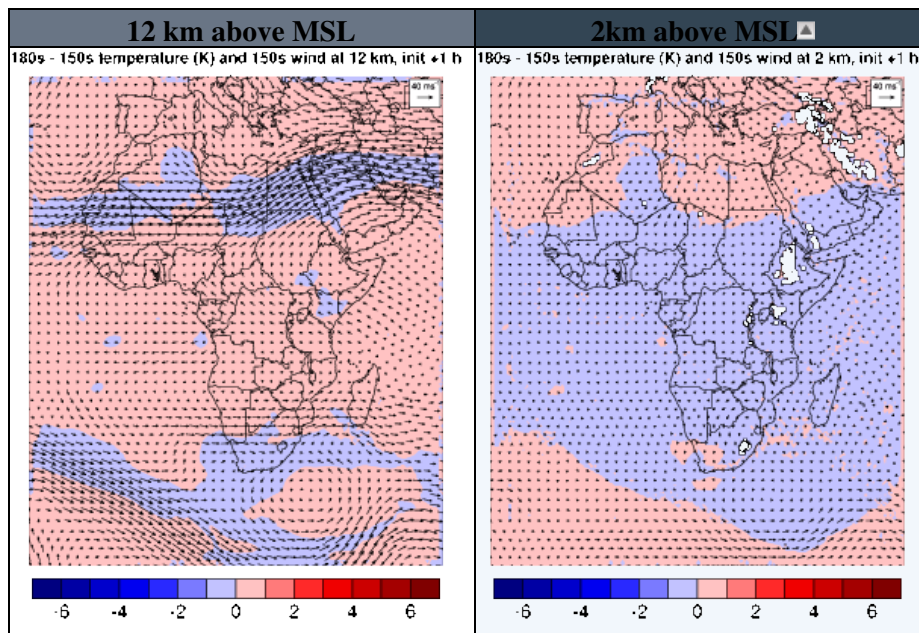 12 km above MSL
2km above MSL
180s - 150s temperature (K) and 150s wind at 12 km, init +1 h
180s - 150s temperature (K) and 150s wind at 2 km, init +1 h
40 ms
40 ms
-6 -4 -2 0 2 4 6
-6 -4 -2 0 2 4 6